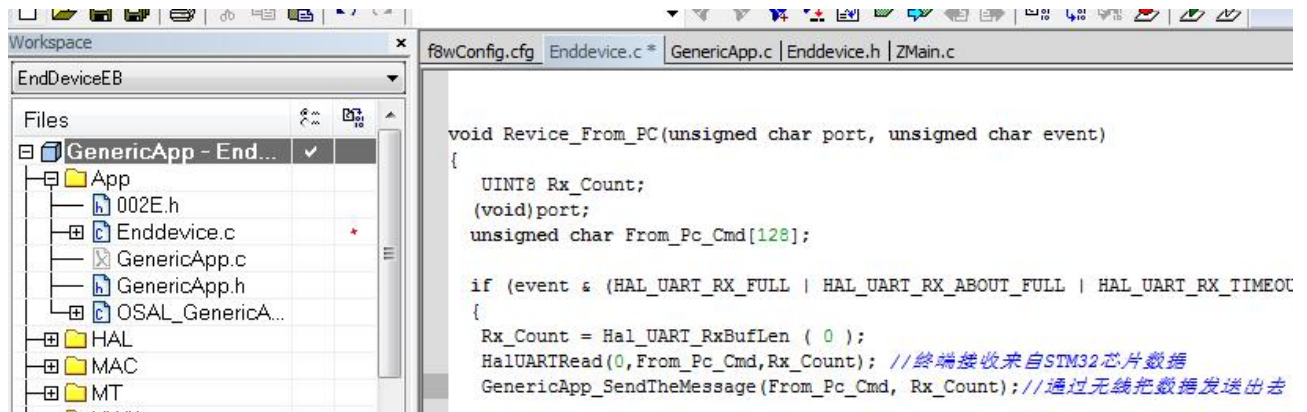 Workspace
EndDeviceEB
Files
GenericApp - End...
App
002E.h
Enddevice.c
GenericApp.c
GenericApp.h
OSAL_GenericA...
HAL
MAC
MT
f8wConfig.cfg Enddevice.c * GenericApp.c Enddevice.h ZMain.c
void Revice_From_PC(unsigned char port, unsigned char event)
{
UINT8 Rx_Count;
(void)port;
unsigned char From_Pc_Cmd[128];
if (event & (HAL_UART_RX_FULL | HAL_UART_RX_ABOUT_FULL | HAL_UART_RX_TIMEOU
{
Rx_Count = Hal_UART_RxBufLen ( 0 );
HalUARTRead(0,From_Pc_Cmd,Rx_Count); //终端接收来自STM32芯片数据
GenericApp_SendTheMessage(From_Pc_Cmd, Rx_Count);//通过无线把数据发送出去